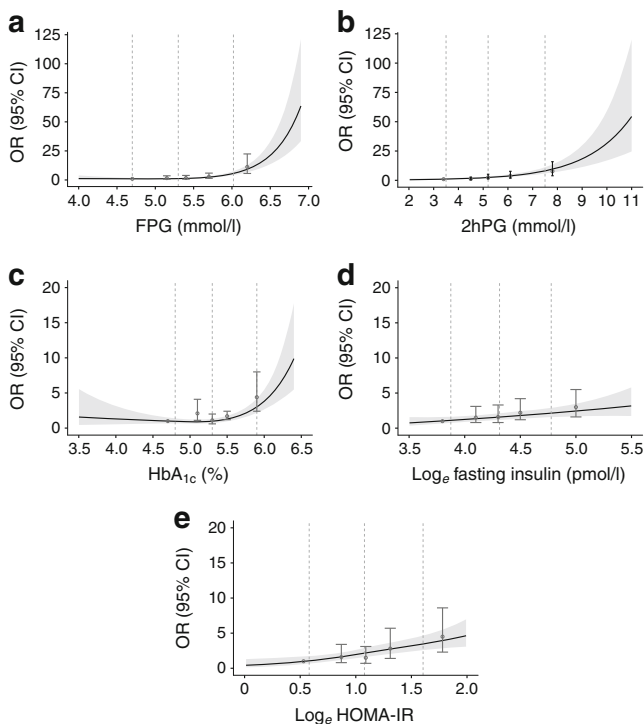 a
b
OR (95% CI)
125
100
75
50
25
0
4.0 4.5 5.0 5.5 6.0 6.5 7.0
FPG (mmol/l)
OR (95% CI)
125
100
75
50
25
0
2 3 4 5 6 7 8 9 10 11
2hPG (mmol/l)
c
d
OR (95% CI)
20
15
10
5
0
3.5 4.0 4.5 5.0 5.5 6.0 6.5
HbA1c (%)
OR (95% CI)
20
15
10
5
0
3.5 4.0 4.5 5.0 5.5
Loge fasting insulin (pmol/l)
e
OR (95% CI)
20
15
10
5
0
0 0.5 1.0 1.5 2.0
Loge HOMA-IR